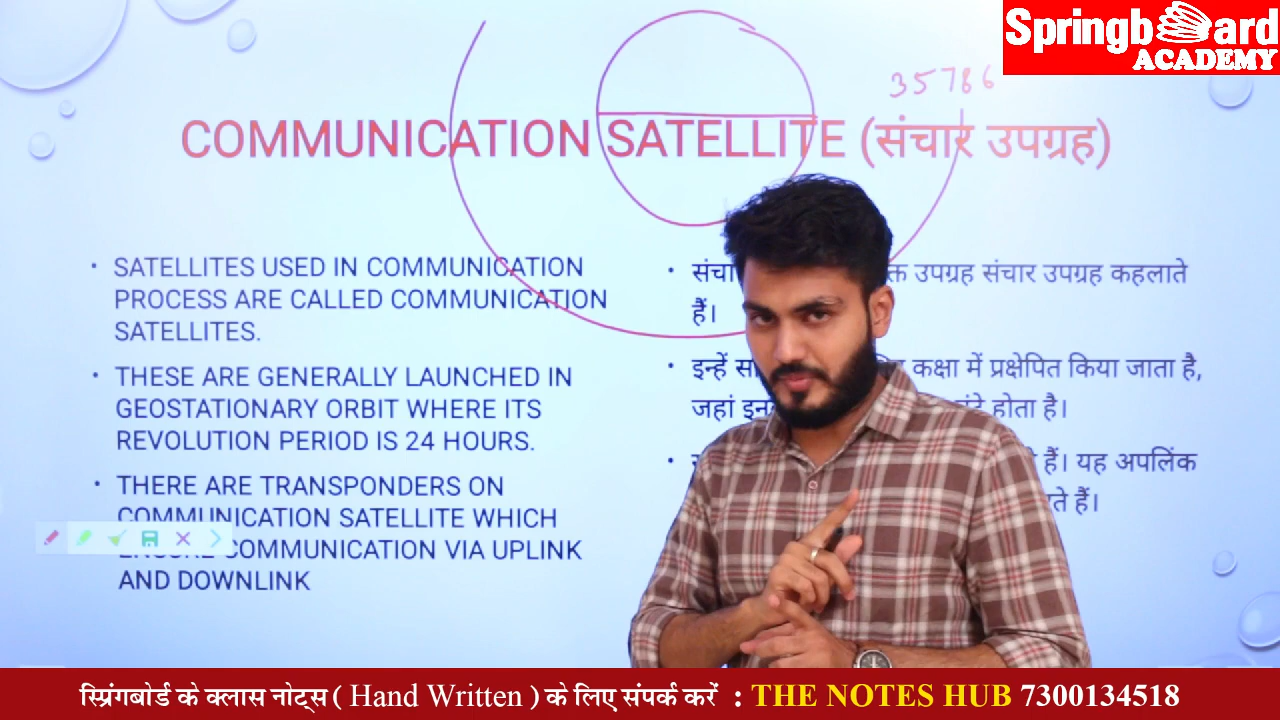 Springboard
ACADEMY
35786
COMMUNICATION SATELLITE (संचार उपग्रह)
• SATELLITES USED IN COMMUNICATION
PROCESS ARE CALLED COMMUNICATION
SATELLITES.
• THESE ARE GENERALLY LAUNCHED IN
GEOSTATIONARY ORBIT WHERE ITS
REVOLUTION PERIOD IS 24 HOURS.
• THERE ARE TRANSPONDERS ON
COMMUNICATION SATELLITE WHICH
ENSURE COMMUNICATION VIA UPLINK
AND DOWNLINK
• उपग्रह संचार उपग्रह कहलाते
हैं।
• इन्हें कक्षा में प्रक्षेपित किया जाता है,
जहां होता है।
• हैं। यह अपलिंक
हैं।
स्प्रिंगबोर्ड के क्लास नोट्स ( Hand Written ) के लिए संपर्क करें : THE NOTES HUB 7300134518